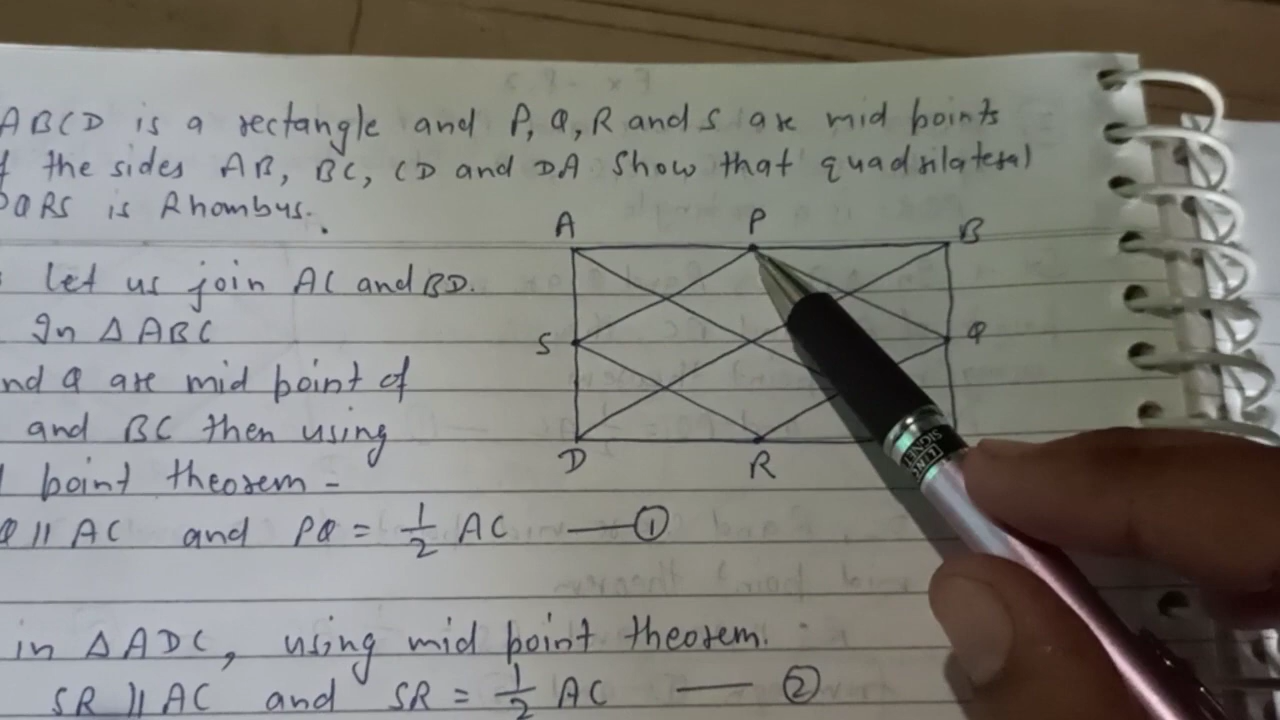 ABCD is a rectangle and P, Q, R and S are mid points
the sides AB, BC, CD and DA Show that quadrilateral
PQRS is Rhombus.
A P B
Let us join AC and BD.
In ΔABC
S Q
Q are mid point of
and BC then using
D R
point theorem -
|| AC and PQ = 1/2 AC — ①
in ΔADC, using mid point theorem.
SR || AC and SR = 1/2 AC — ②